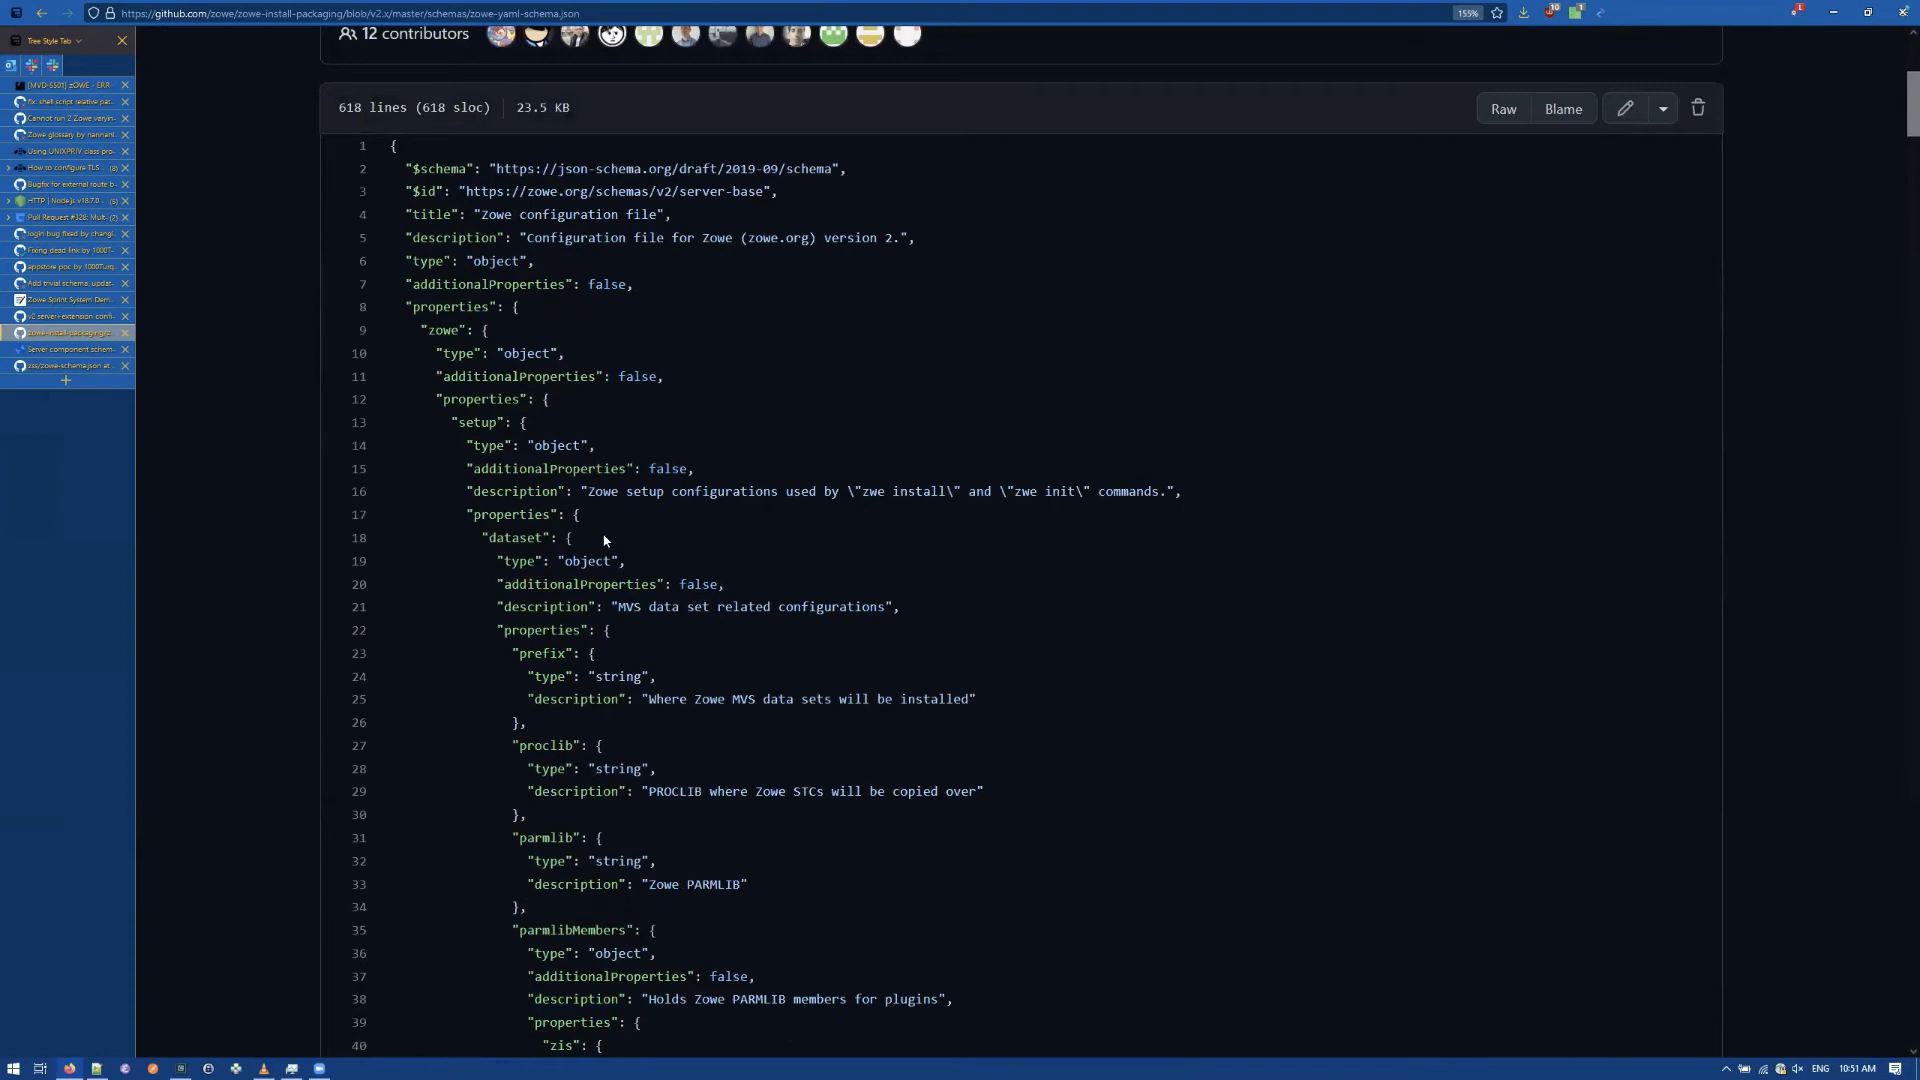 https://github.com/zowe/zowe-install-packaging/blob/v2.x/master/schemas/zowe-yaml-schema.json
155%
10
1
Tree Style Tab
[MVD-5501] zOWE - ERR
fix: shell script relative pat
Cannot run 2 Zowe varyin
Zowe glossary by nannanl
Using UNIXPRIV class pro
How to configure TLS (8)
Bugfix for external route b
HTTP | Node.js v18.7.0 (5)
Pull Request #328: Mult (7)
login bug fixed by changi
Fixing dead link by 1000T
appstore poc by 1000Turq
Add trivial schema, updat
Zowe Sprint System Dem
v2 server+extension confi
zowe-install-packaging/z
Server component schem
zss/zowe-schema.json at
12 contributors
618 lines (618 sloc) 23.5 KB
Raw Blame
1 {
2 "$schema": "https://json-schema.org/draft/2019-09/schema",
3 "$id": "https://zowe.org/schemas/v2/server-base",
4 "title": "Zowe configuration file",
5 "description": "Configuration file for Zowe (zowe.org) version 2.",
6 "type": "object",
7 "additionalProperties": false,
8 "properties": {
9 "zowe": {
10 "type": "object",
11 "additionalProperties": false,
12 "properties": {
13 "setup": {
14 "type": "object",
15 "additionalProperties": false,
16 "description": "Zowe setup configurations used by \"zwe install\" and \"zwe init\" commands.",
17 "properties": {
18 "dataset": {
19 "type": "object",
20 "additionalProperties": false,
21 "description": "MVS data set related configurations",
22 "properties": {
23 "prefix": {
24 "type": "string",
25 "description": "Where Zowe MVS data sets will be installed"
26 },
27 "proclib": {
28 "type": "string",
29 "description": "PROCLIB where Zowe STCs will be copied over"
30 },
31 "parmlib": {
32 "type": "string",
33 "description": "Zowe PARMLIB"
34 },
35 "parmlibMembers": {
36 "type": "object",
37 "additionalProperties": false,
38 "description": "Holds Zowe PARMLIB members for plugins",
39 "properties": {
40 "zis": {
ENG 10:51 AM